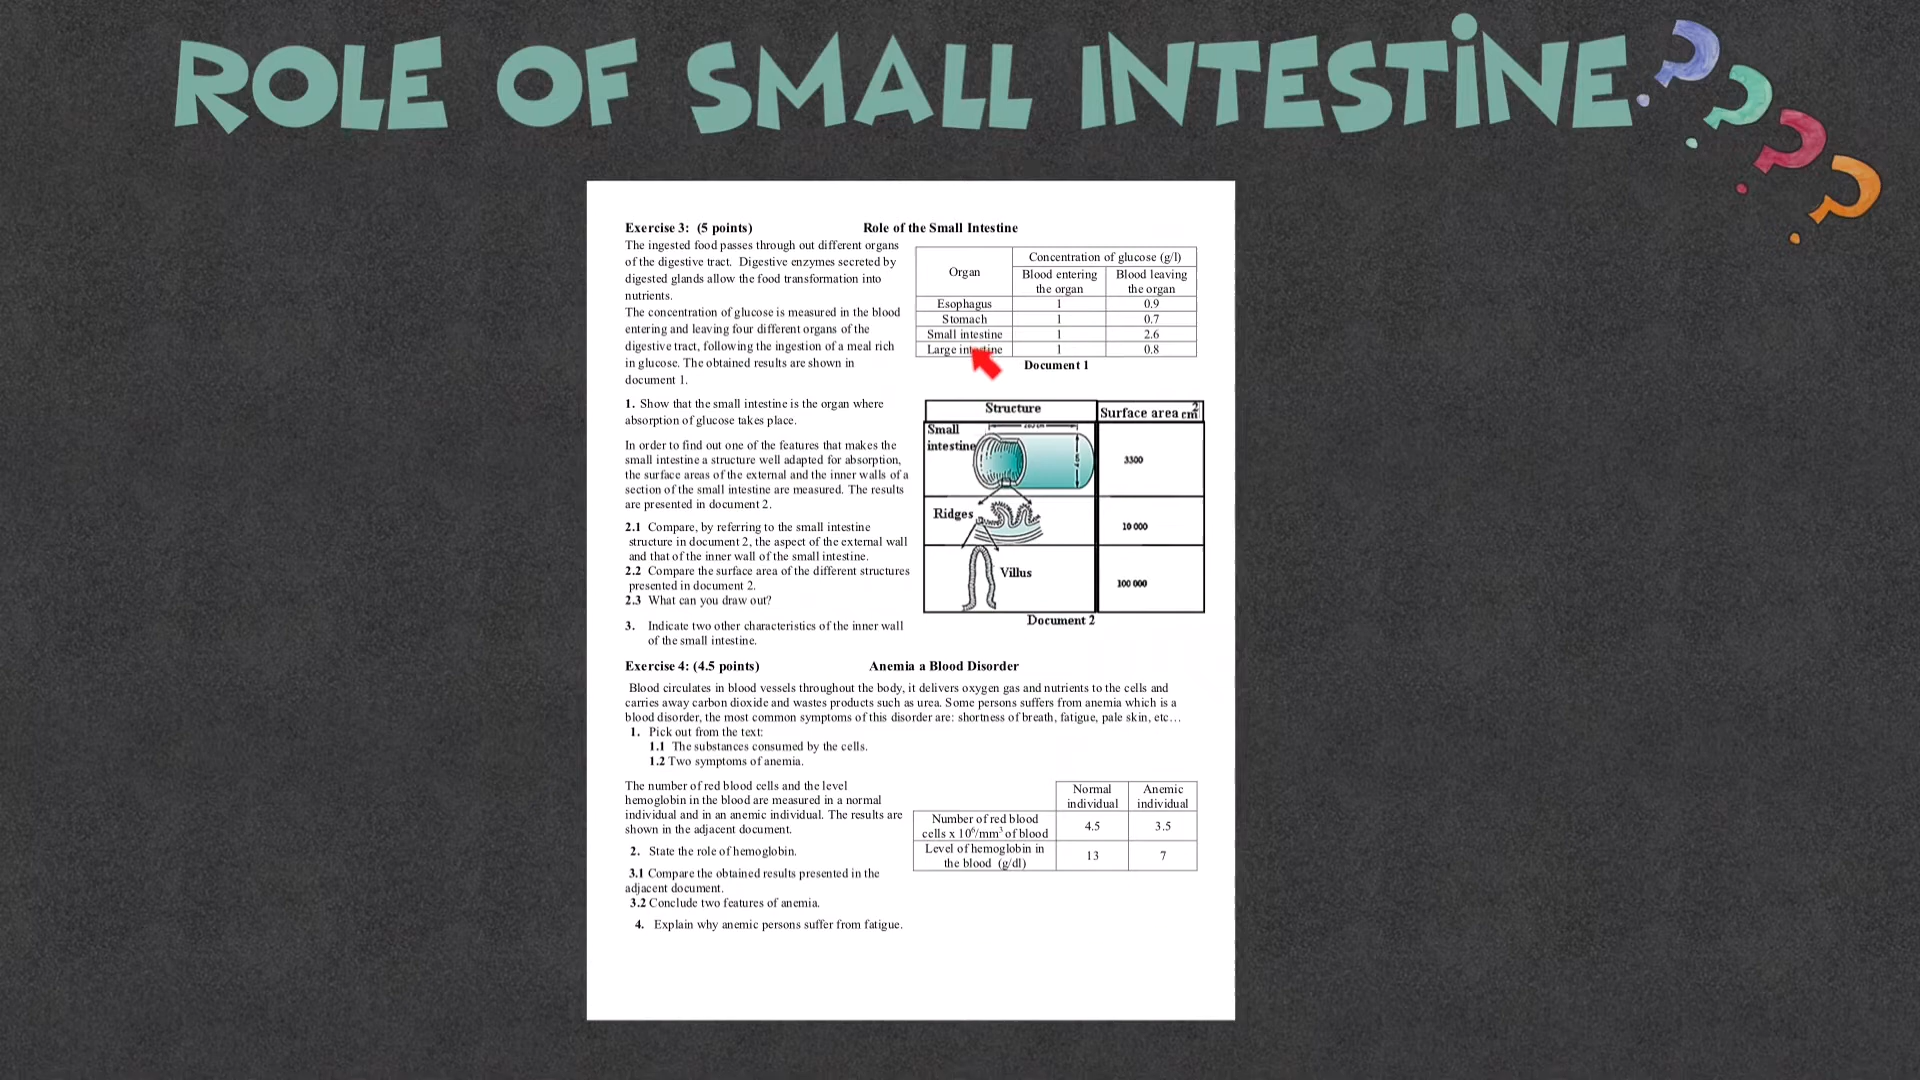 ROLE OF SMALL INTESTINE
Exercise 3: (5 points) Role of the Small Intestine
The ingested food passes through out different organs
of the digestive tract. Digestive enzymes secreted by
digested glands allow the food transformation into
nutrients.
The concentration of glucose is measured in the blood
entering and leaving four different organs of the
digestive tract, following the ingestion of a meal rich
in glucose. The obtained results are shown in
document 1.
Organ
Concentration of glucose (g/l)
Blood entering the organ
Blood leaving the organ
Esophagus 1 0.9
Stomach 1 0.7
Small intestine 1 2.6
Large intestine 1 0.8
Document 1
1. Show that the small intestine is the organ where
absorption of glucose takes place.
In order to find out one of the features that makes the
small intestine a structure well adapted for absorption,
the surface areas of the external and the inner walls of a
section of the small intestine are measured. The results
are presented in document 2.
2.1 Compare, by referring to the small intestine
structure in document 2, the aspect of the external wall
and that of the inner wall of the small intestine.
2.2 Compare the surface area of the different structures
presented in document 2.
2.3 What can you draw out?
3. Indicate two other characteristics of the inner wall
of the small intestine.
Structure Surface area cm2
Small
intestine
3300
Ridges 10 000
Villus 100 000
Document 2
Exercise 4: (4.5 points) Anemia a Blood Disorder
Blood circulates in blood vessels throughout the body, it delivers oxygen gas and nutrients to the cells and
carries away carbon dioxide and wastes products such as urea. Some persons suffers from anemia which is a
blood disorder, the most common symptoms of this disorder are: shortness of breath, fatigue, pale skin, etc…
1. Pick out from the text:
1.1 The substances consumed by the cells.
1.2 Two symptoms of anemia.
The number of red blood cells and the level
hemoglobin in the blood are measured in a normal
individual and in an anemic individual. The results are
shown in the adjacent document.
2. State the role of hemoglobin.
3.1 Compare the obtained results presented in the
adjacent document.
3.2 Conclude two features of anemia.
4. Explain why anemic persons suffer from fatigue.
Normal individual
Anemic individual
Number of red blood
cells x 10⁶/mm³ of blood 4.5 3.5
Level of hemoglobin in
the blood (g/dl) 13 7